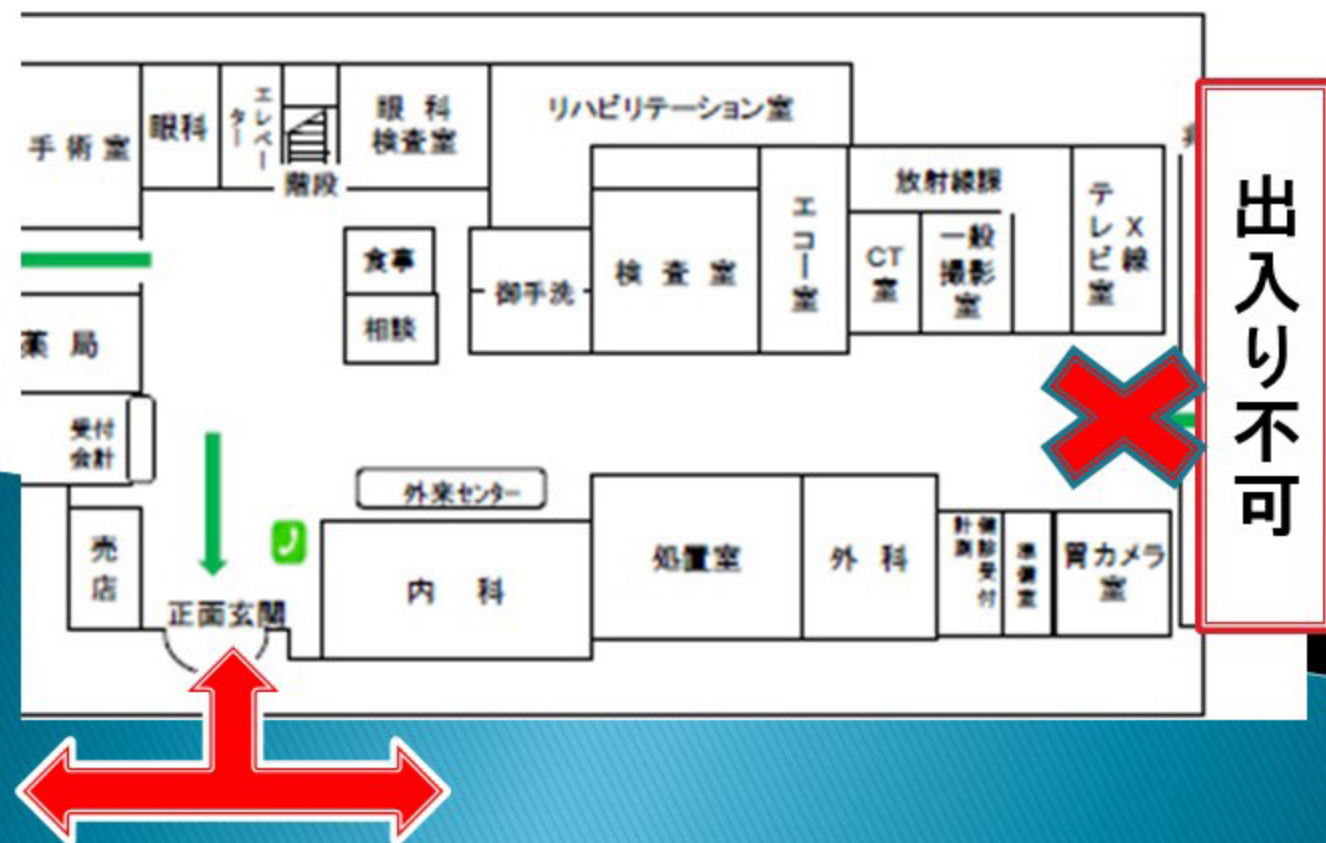 手術室
眼科
エレベーター
階段
眼科
検査室
リハビリテーション室
食事
相談
御手洗
検査室
エコー室
放射線課
CT
室
一般
撮影
室
X線
テレビ室
出入り不可
薬局
受付
会計
売店
正面玄関
外来センター
内科
処置室
外科
健診受付
計測
準備室
胃カメラ
室